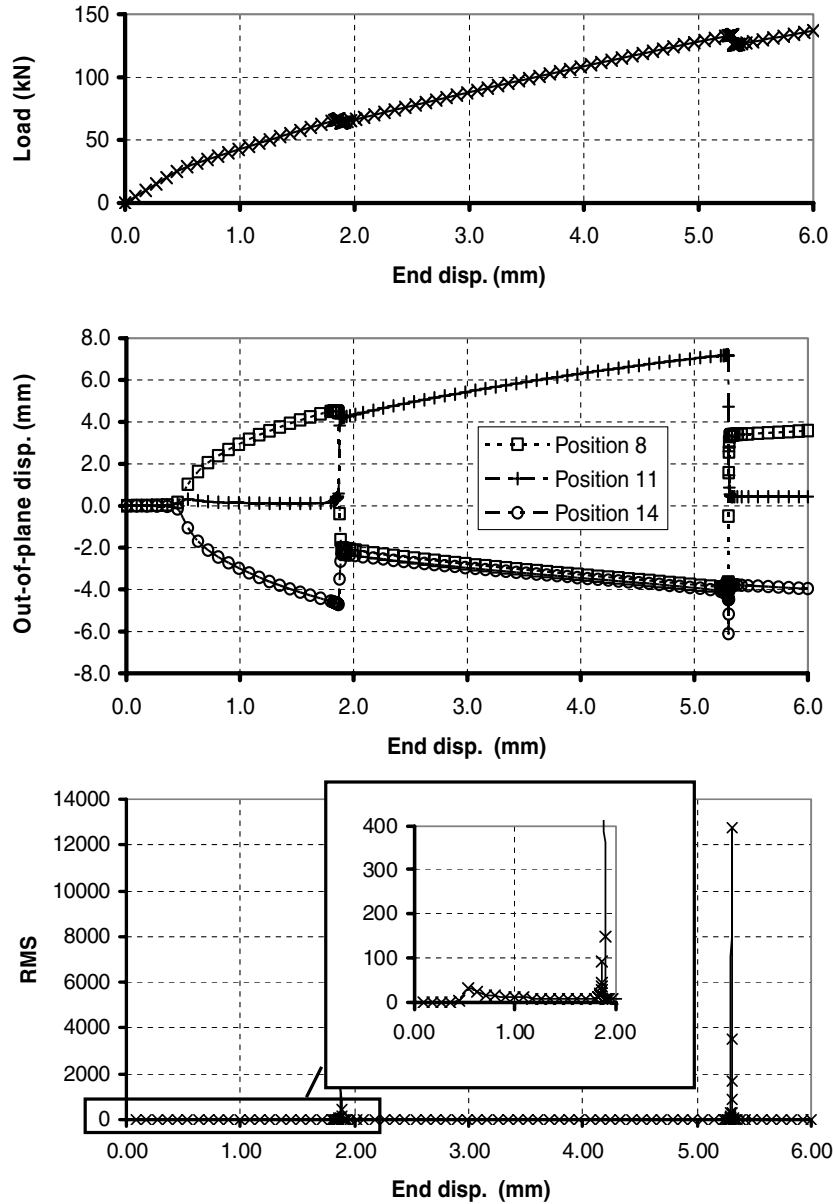 150
100
50
0
Load (kN)
0.0 1.0 2.0 3.0 4.0 5.0 6.0
End disp. (mm)
8.0
6.0
4.0
2.0
0.0
-2.0
-4.0
-6.0
-8.0
Out-of-plane disp. (mm)
Position 8
Position 11
Position 14
0.0 1.0 2.0 3.0 4.0 5.0 6.0
End disp. (mm)
14000
12000
10000
8000
6000
4000
2000
0
RMS
400
300
200
100
0
0.00 1.00 2.00
0.00 1.00 2.00 3.00 4.00 5.00 6.00
End disp. (mm)